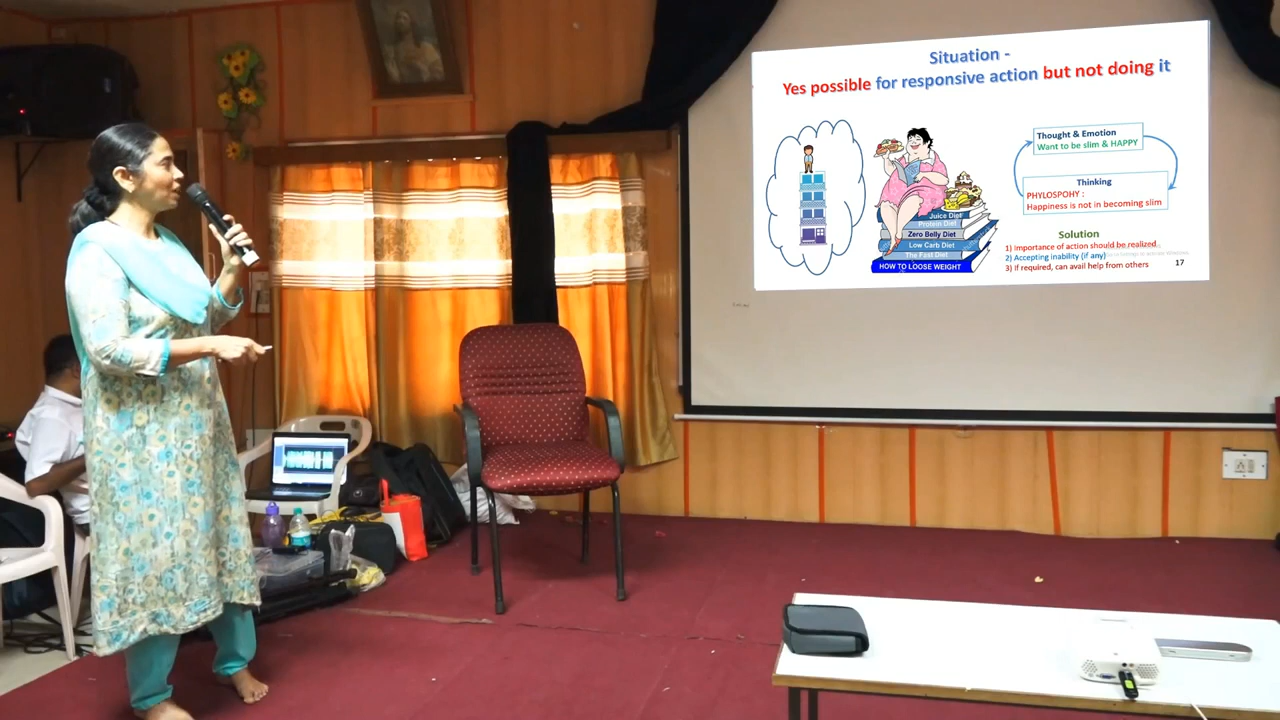 Situation -
Yes possible for responsive action but not doing it
Thought & Emotion
Want to be slim & HAPPY
Thinking
PHYLOSPOHY :
Happiness is not in becoming slim
Juice Diet
Protein Diet
Zero Belly Diet
Low Carb Diet
The Fast Diet
HOW TO LOOSE WEIGHT
Solution
1) Importance of action should be realized
2) Accepting inability (if any)
3) If required, can avail help from others
17